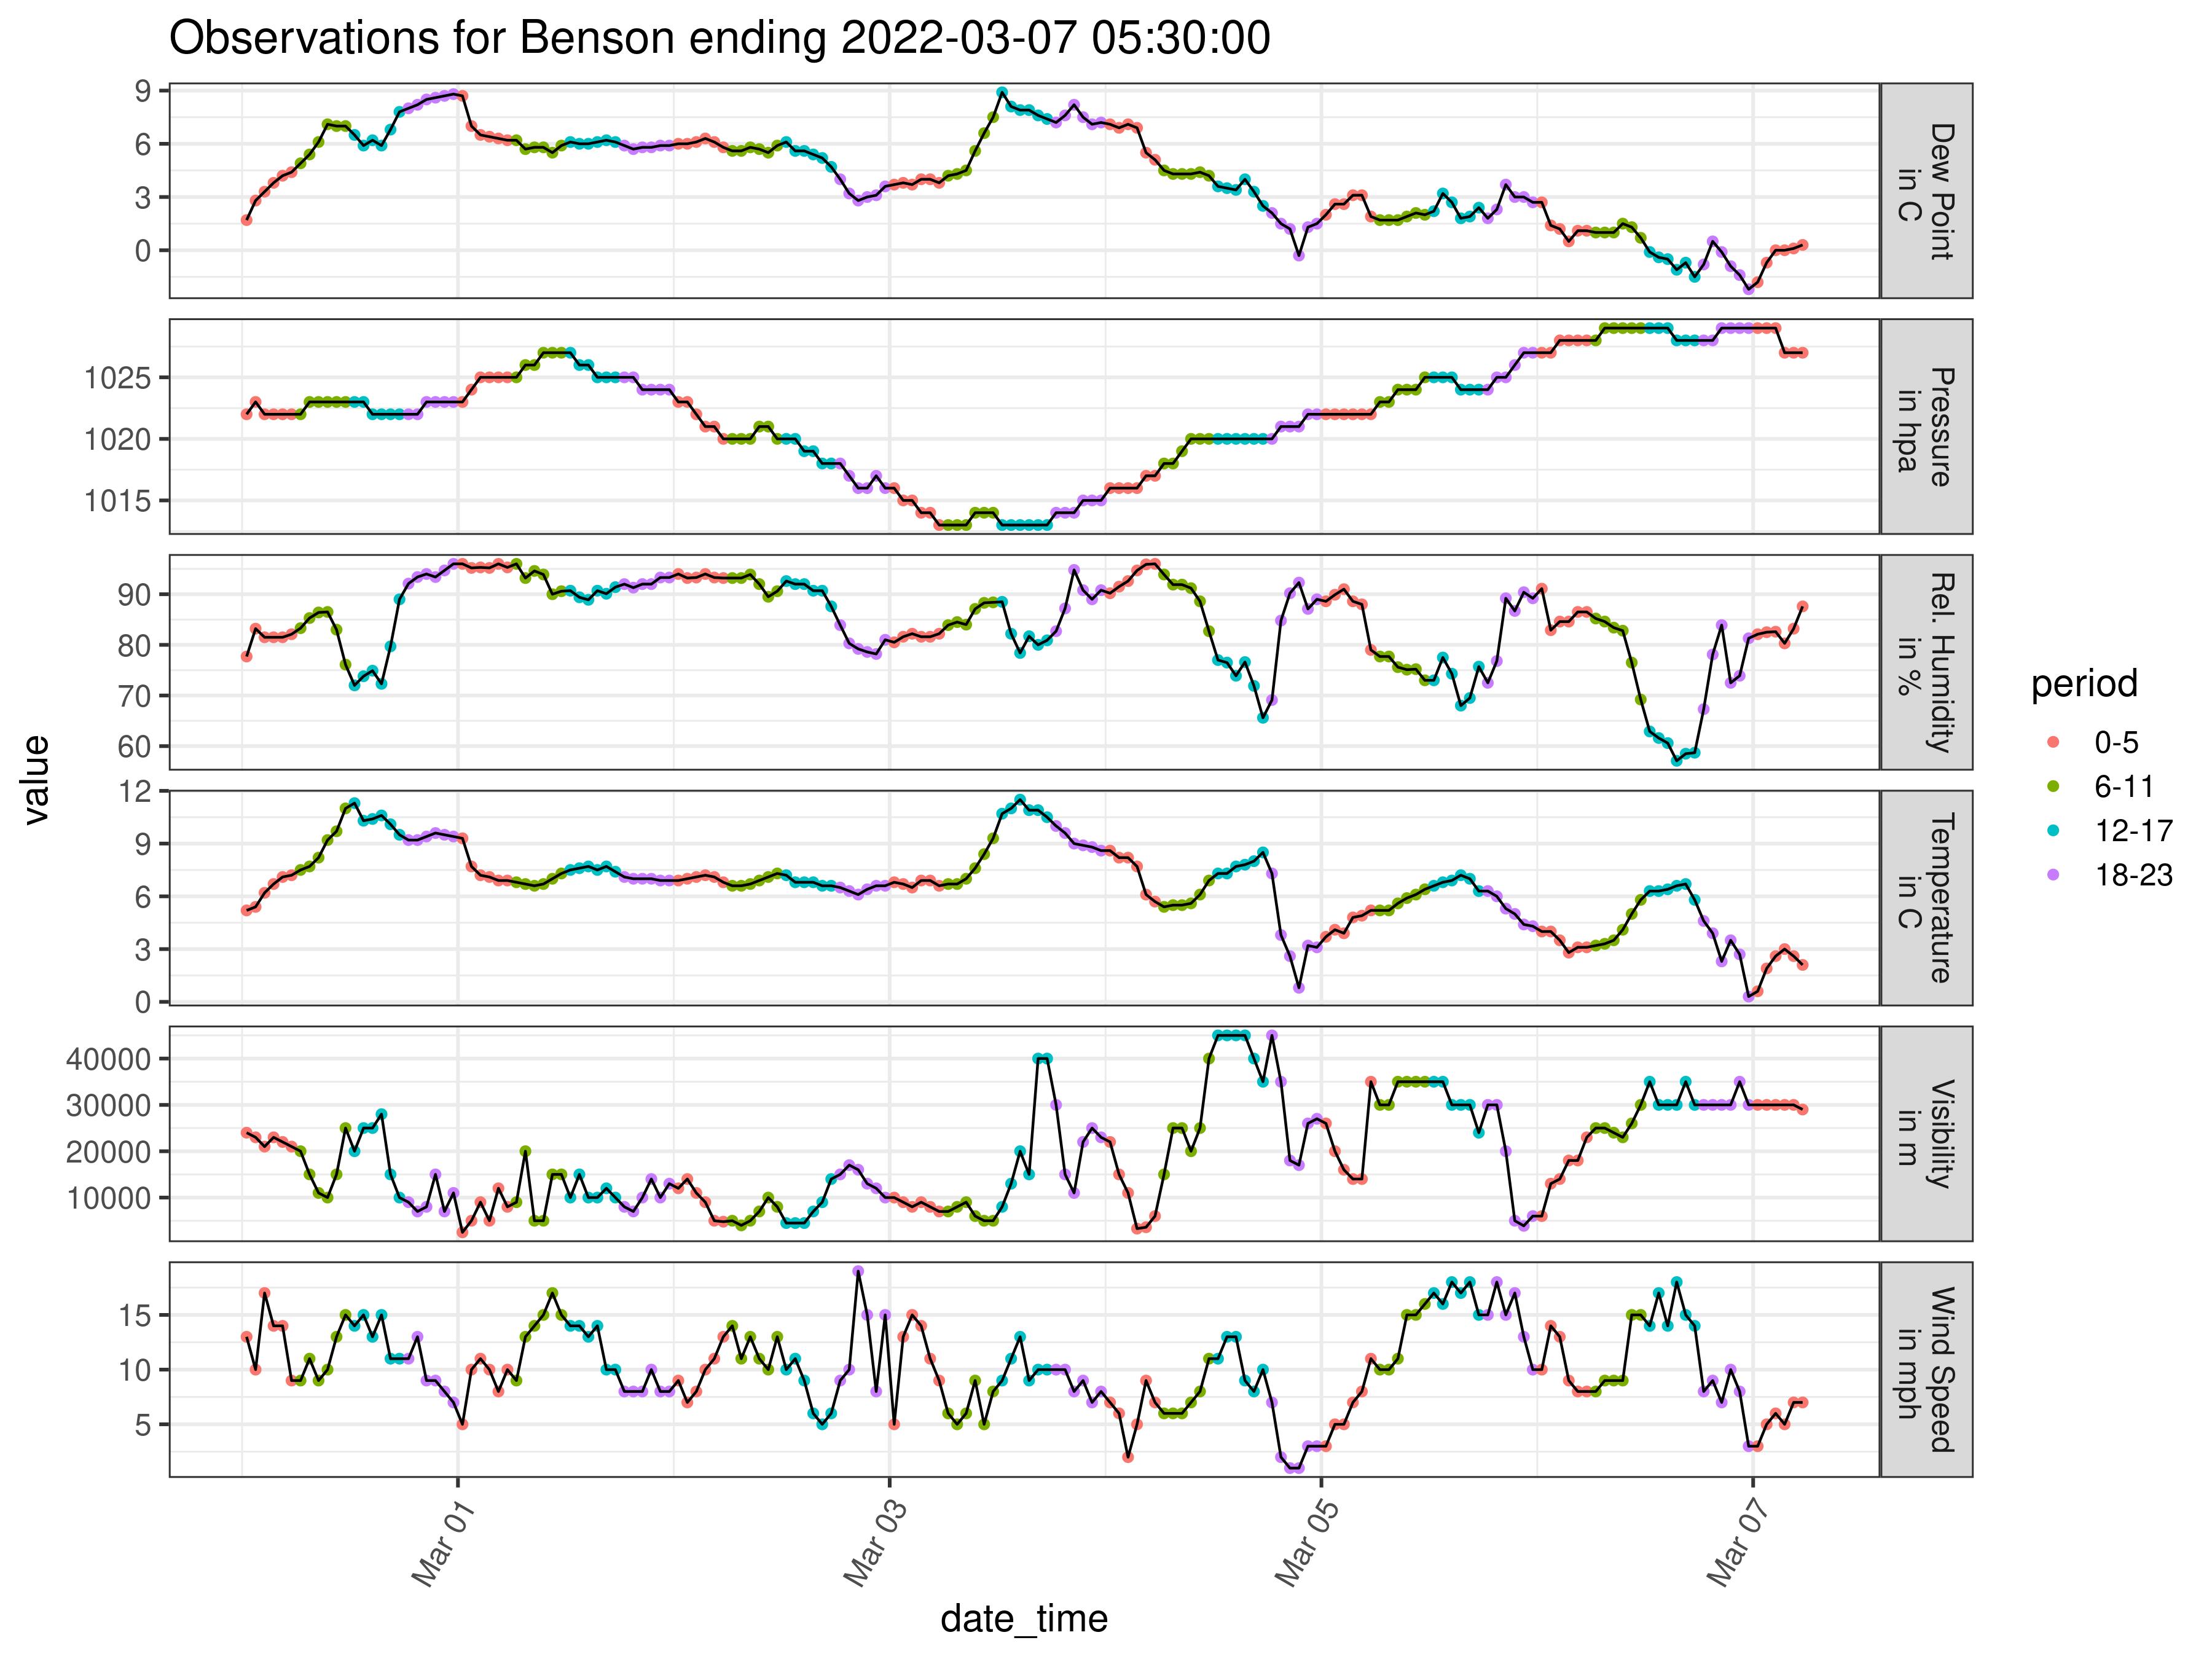 Observations for Benson ending 2022-03-07 05:30:00
9
6
3
0
Dew Point
in C
1025
1020
1015
Pressure
in hpa
90
80
70
60
Rel. Humidity
in %
12
9
6
3
0
Temperature
in C
40000
30000
20000
10000
Visibility
in m
15
10
5
Wind Speed
in mph
value
Mar 01
Mar 03
Mar 05
Mar 07
date_time
period
0-5
6-11
12-17
18-23